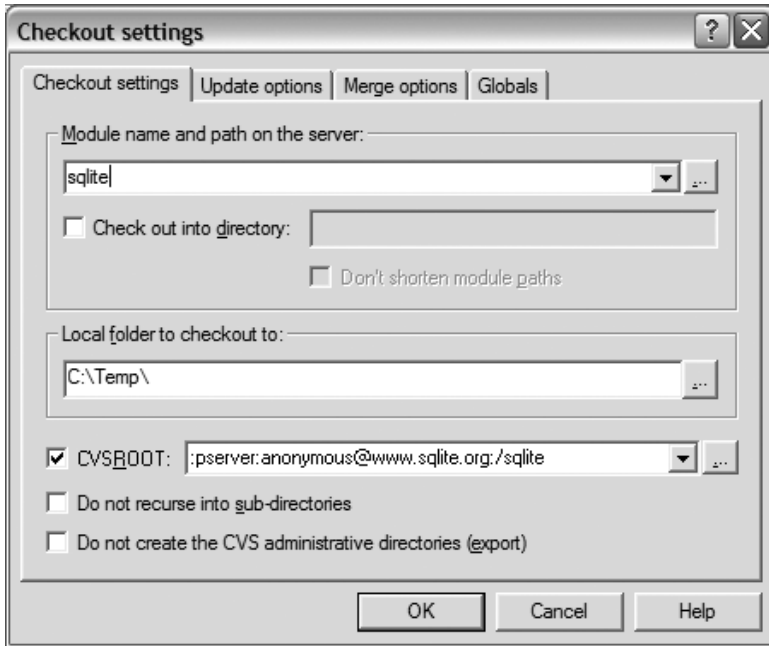 Checkout settings
Checkout settings Update options Merge options Globals
Module name and path on the server:
sqlite
...
Check out into directory:
Don't shorten module paths
Local folder to checkout to:
C:\Temp\
...
CVSROOT: :pserver:anonymous@www.sqlite.org:/sqlite ...
Do not recurse into sub-directories
Do not create the CVS administrative directories (export)
OK Cancel Help